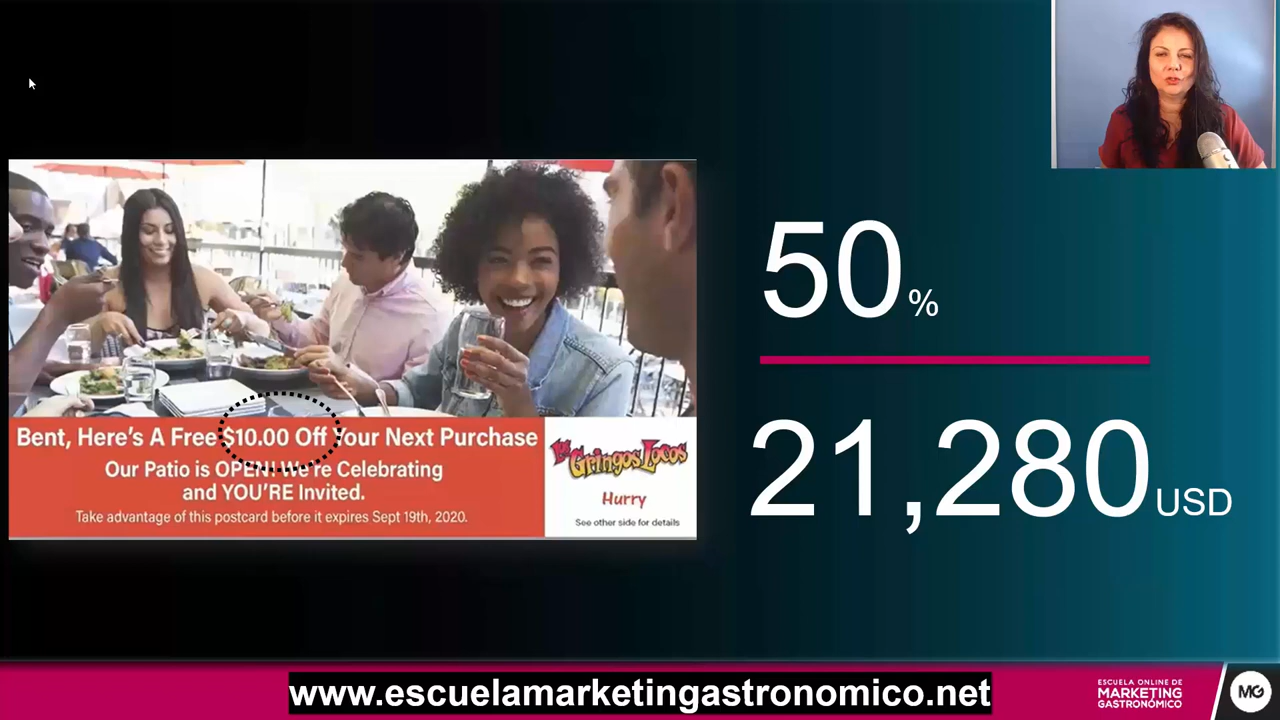 50%
21,280 USD
Bent, Here's A Free $10.00 Off Your Next Purchase
Our Patio is OPEN! We're Celebrating
and YOU'RE Invited.
Take advantage of this postcard before it expires Sept 19th, 2020.
Los Gringos Locos
Hurry
See other side for details
www.escuelamarketingastronomico.net
ESCUELA ONLINE DE
MARKETING
GASTRONÓMICO
MG